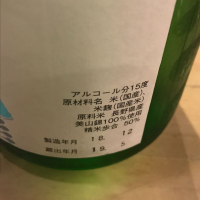 アルコール分15度
原材料名 米(国産)、
米麹(国産米)
原料米 長野県産
美山錦100%使用
精米歩合 50%
製造年月 18. 12
蔵出年月 19. 5